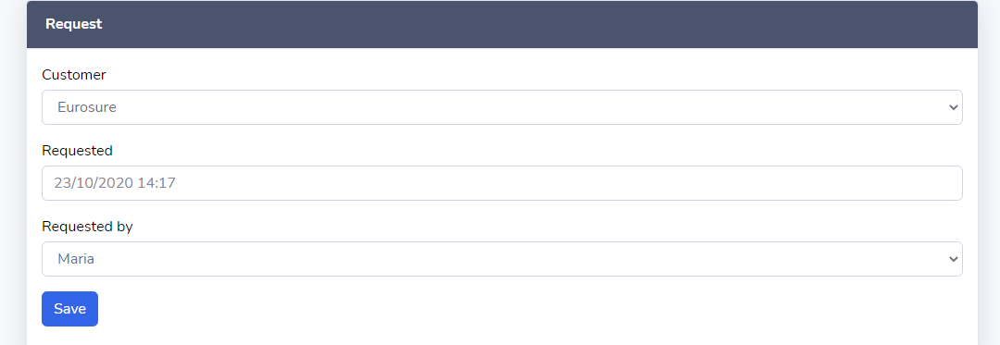 Request
Customer
Eurosure
Requested
23/10/2020 14:17
Requested by
Maria
Save